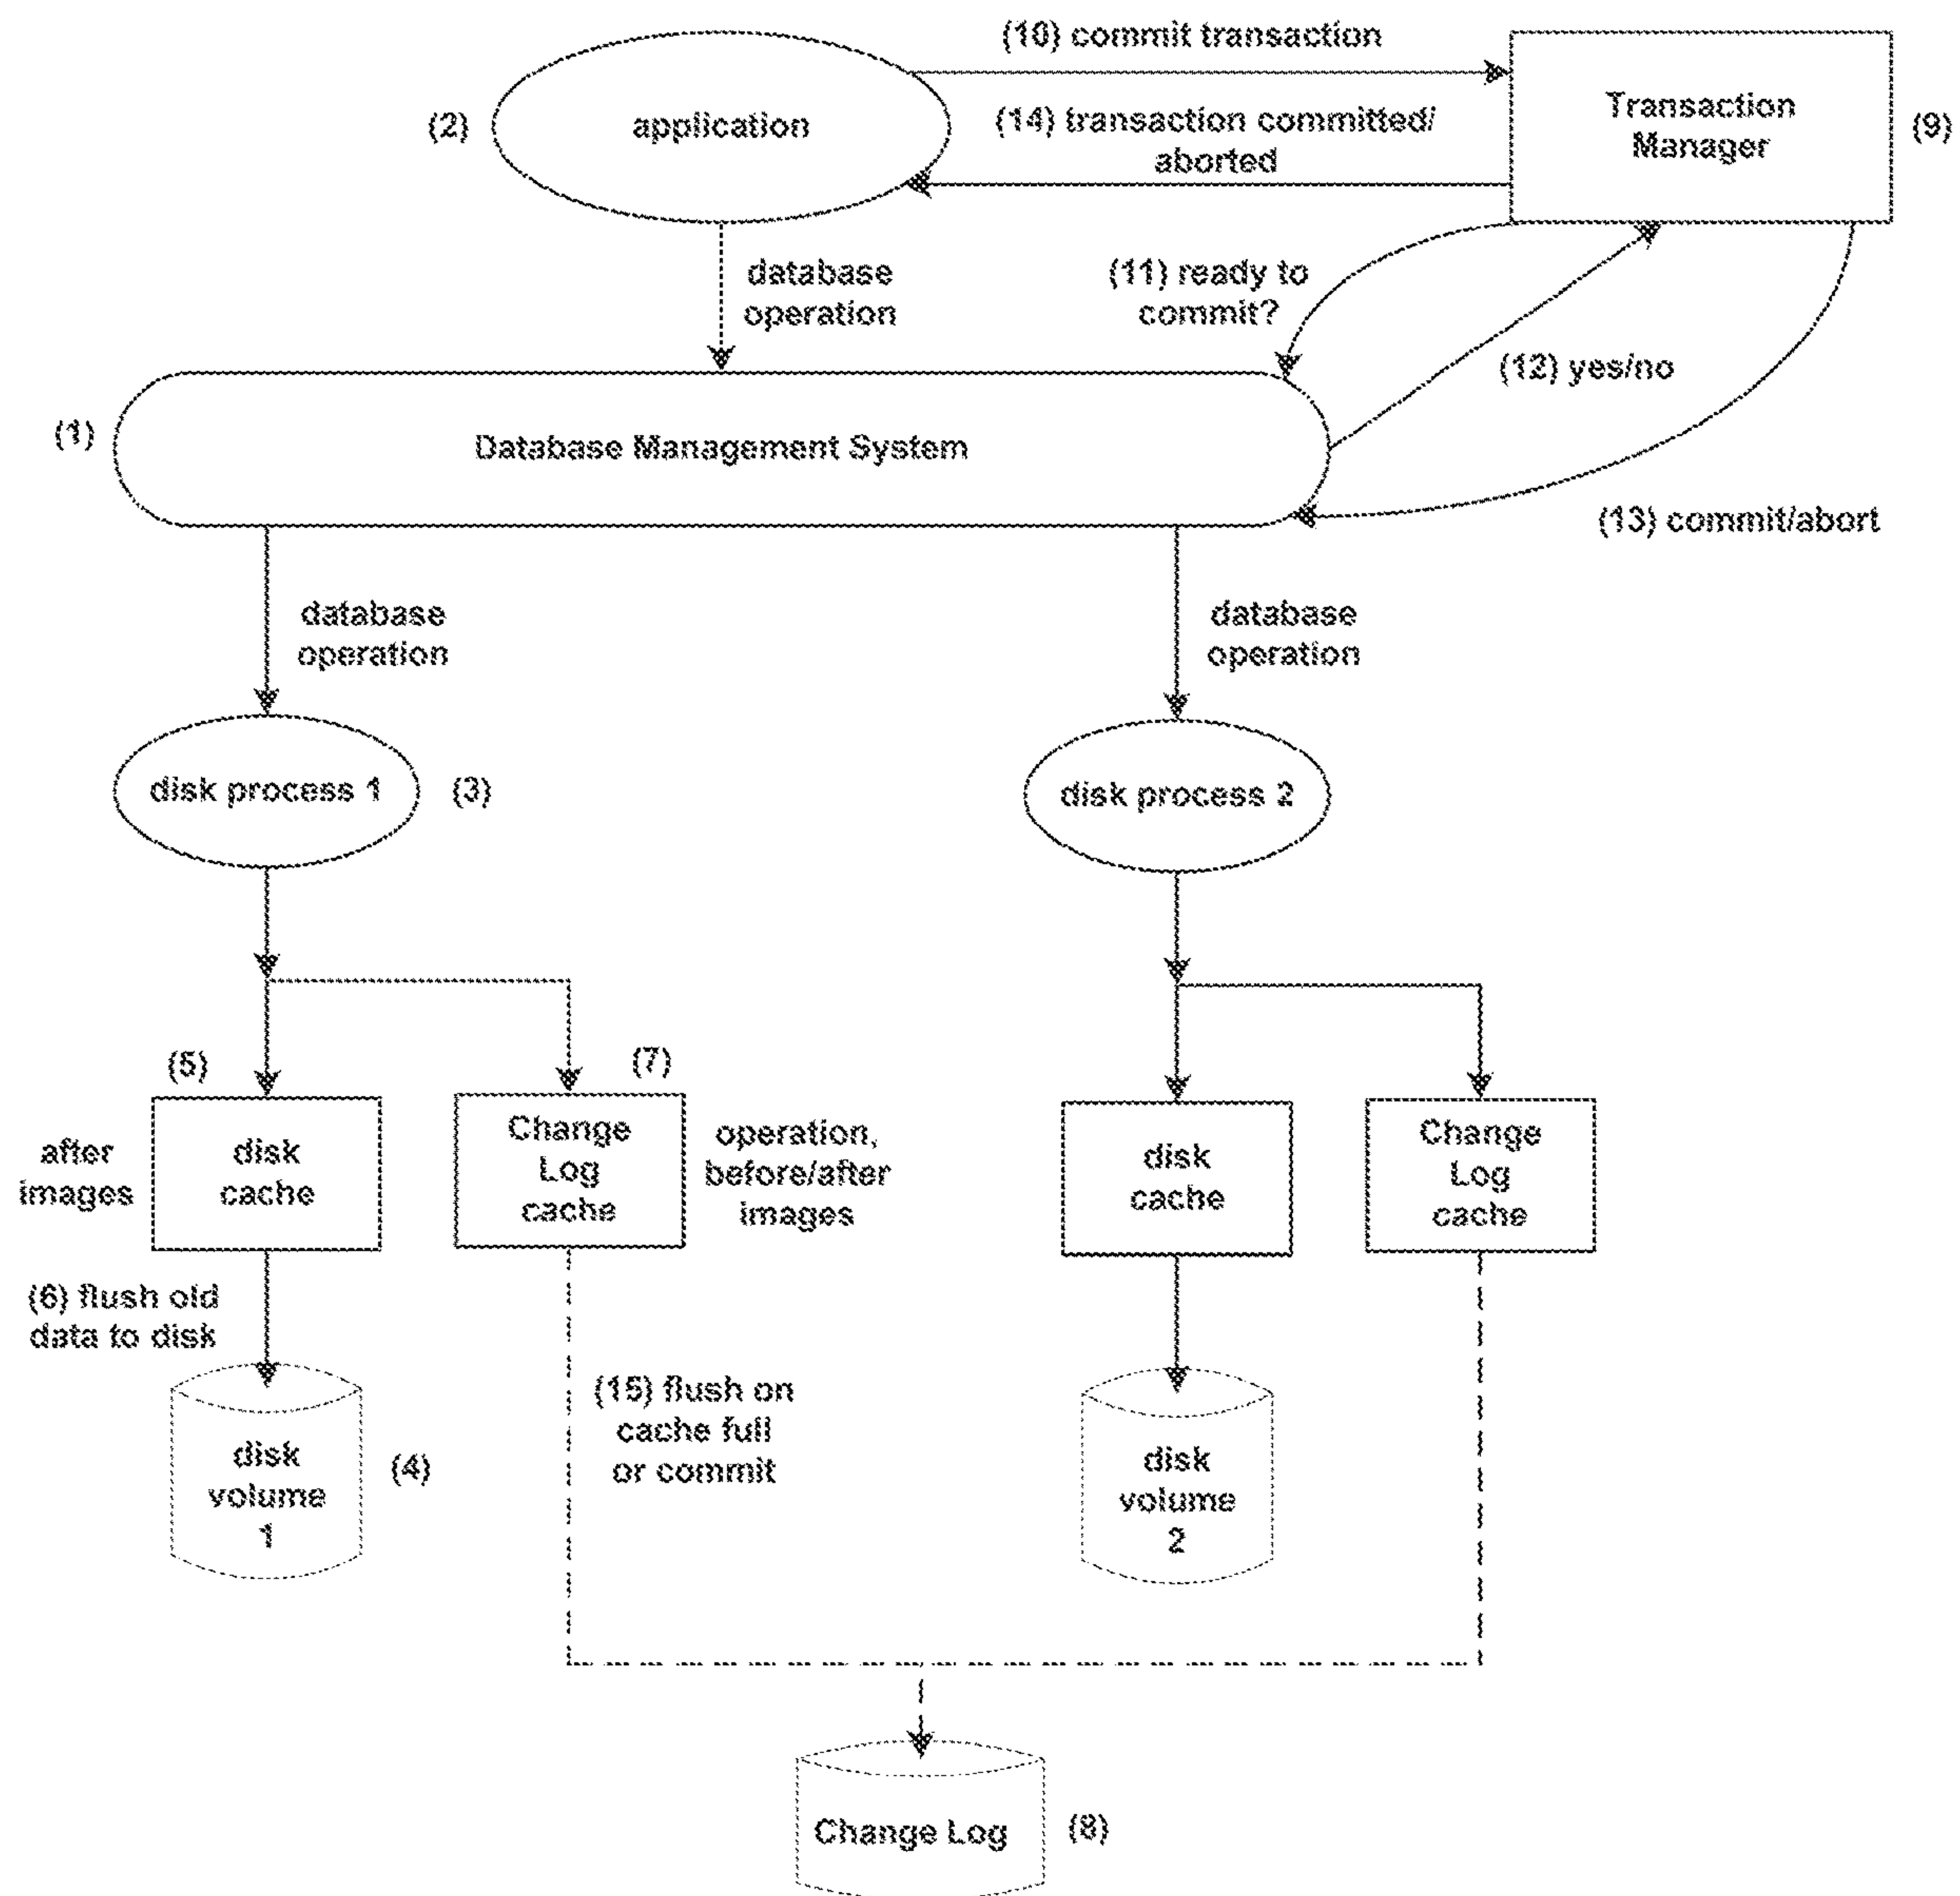 (10) commit transaction
(2)
application
(14) transaction committed/
aborted
Transaction
Manager
(9)
database
operation
(11) ready to
commit?
(12) yes/no
(1)
Database Management System
(13) commit/abort
database
operation
database
operation
disk process 1
(3)
disk process 2
(5)
(7)
after
images
disk
cache
Change
Log
cache
operation,
before/after
images
disk
cache
Change
Log
cache
(6) flush old
data to disk
(15) flush on
cache full
or commit
disk
volume
1
(4)
disk
volume
2
Change Log
(8)